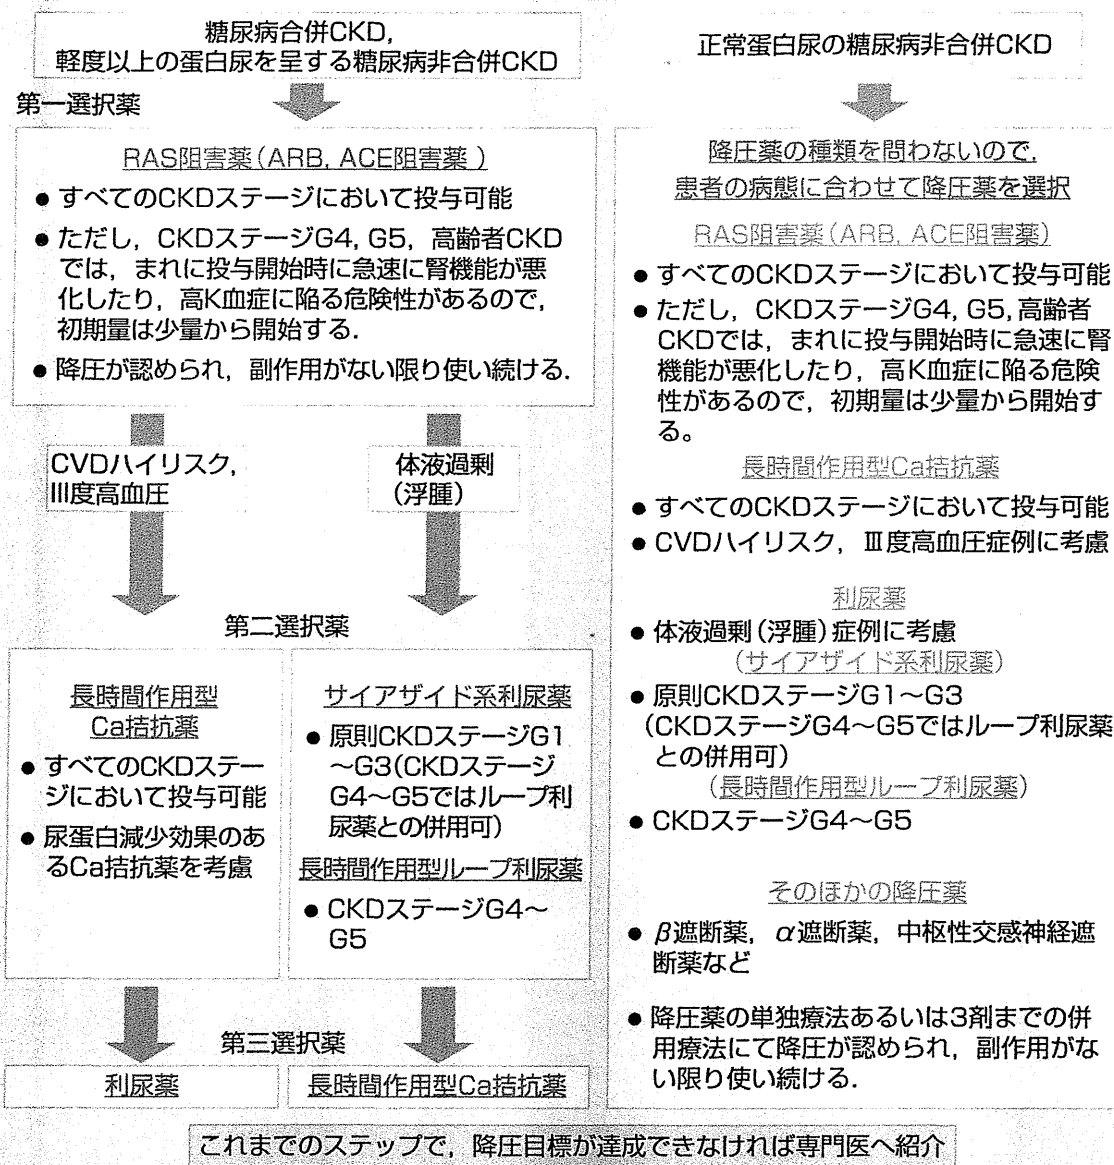 糖尿病合併CKD,
軽度以上の蛋白尿を呈する糖尿病非合併CKD
第一選択薬
RAS阻害薬(ARB, ACE阻害薬 )
● すべてのCKDステージにおいて投与可能
● ただし，CKDステージG4, G5，高齢者CKD
では，まれに投与開始時に急速に腎機能が悪
化したり，高K血症に陥る危険性があるので，
初期量は少量から開始する.
● 降圧が認められ，副作用がない限り使い続ける.
CVDハイリスク,
III度高血圧
体液過剰
(浮腫)
第二選択薬
長時間作用型
Ca拮抗薬
● すべてのCKDステー
ジにおいて投与可能
● 尿蛋白減少効果のあ
るCa拮抗薬を考慮
サイアザイド系利尿薬
● 原則CKDステージG1
～G3(CKDステージ
G4～G5ではループ利
尿薬との併用可)
長時間作用型ループ利尿薬
● CKDステージG4～
G5
第三選択薬
利尿薬
長時間作用型Ca拮抗薬
正常蛋白尿の糖尿病非合併CKD
降圧薬の種類を問わないので,
患者の病態に合わせて降圧薬を選択
RAS阻害薬(ARB, ACE阻害薬)
● すべてのCKDステージにおいて投与可能
● ただし，CKDステージG4, G5, 高齢者
CKDでは，まれに投与開始時に急速に腎
機能が悪化したり，高K血症に陥る危険
性があるので，初期量は少量から開始す
る。
長時間作用型Ca拮抗薬
● すべてのCKDステージにおいて投与可能
● CVDハイリスク，Ⅲ度高血圧症例に考慮
利尿薬
● 体液過剰(浮腫)症例に考慮
(サイアザイド系利尿薬)
● 原則CKDステージG1～G3
(CKDステージG4～G5ではループ利尿薬
との併用可)
(長時間作用型ループ利尿薬)
● CKDステージG4～G5
そのほかの降圧薬
● β遮断薬，α遮断薬，中枢性交感神経遮
断薬など
● 降圧薬の単独療法あるいは3剤までの併
用療法にて降圧が認められ，副作用がな
い限り使い続ける.
これまでのステップで，降圧目標が達成できなければ専門医へ紹介